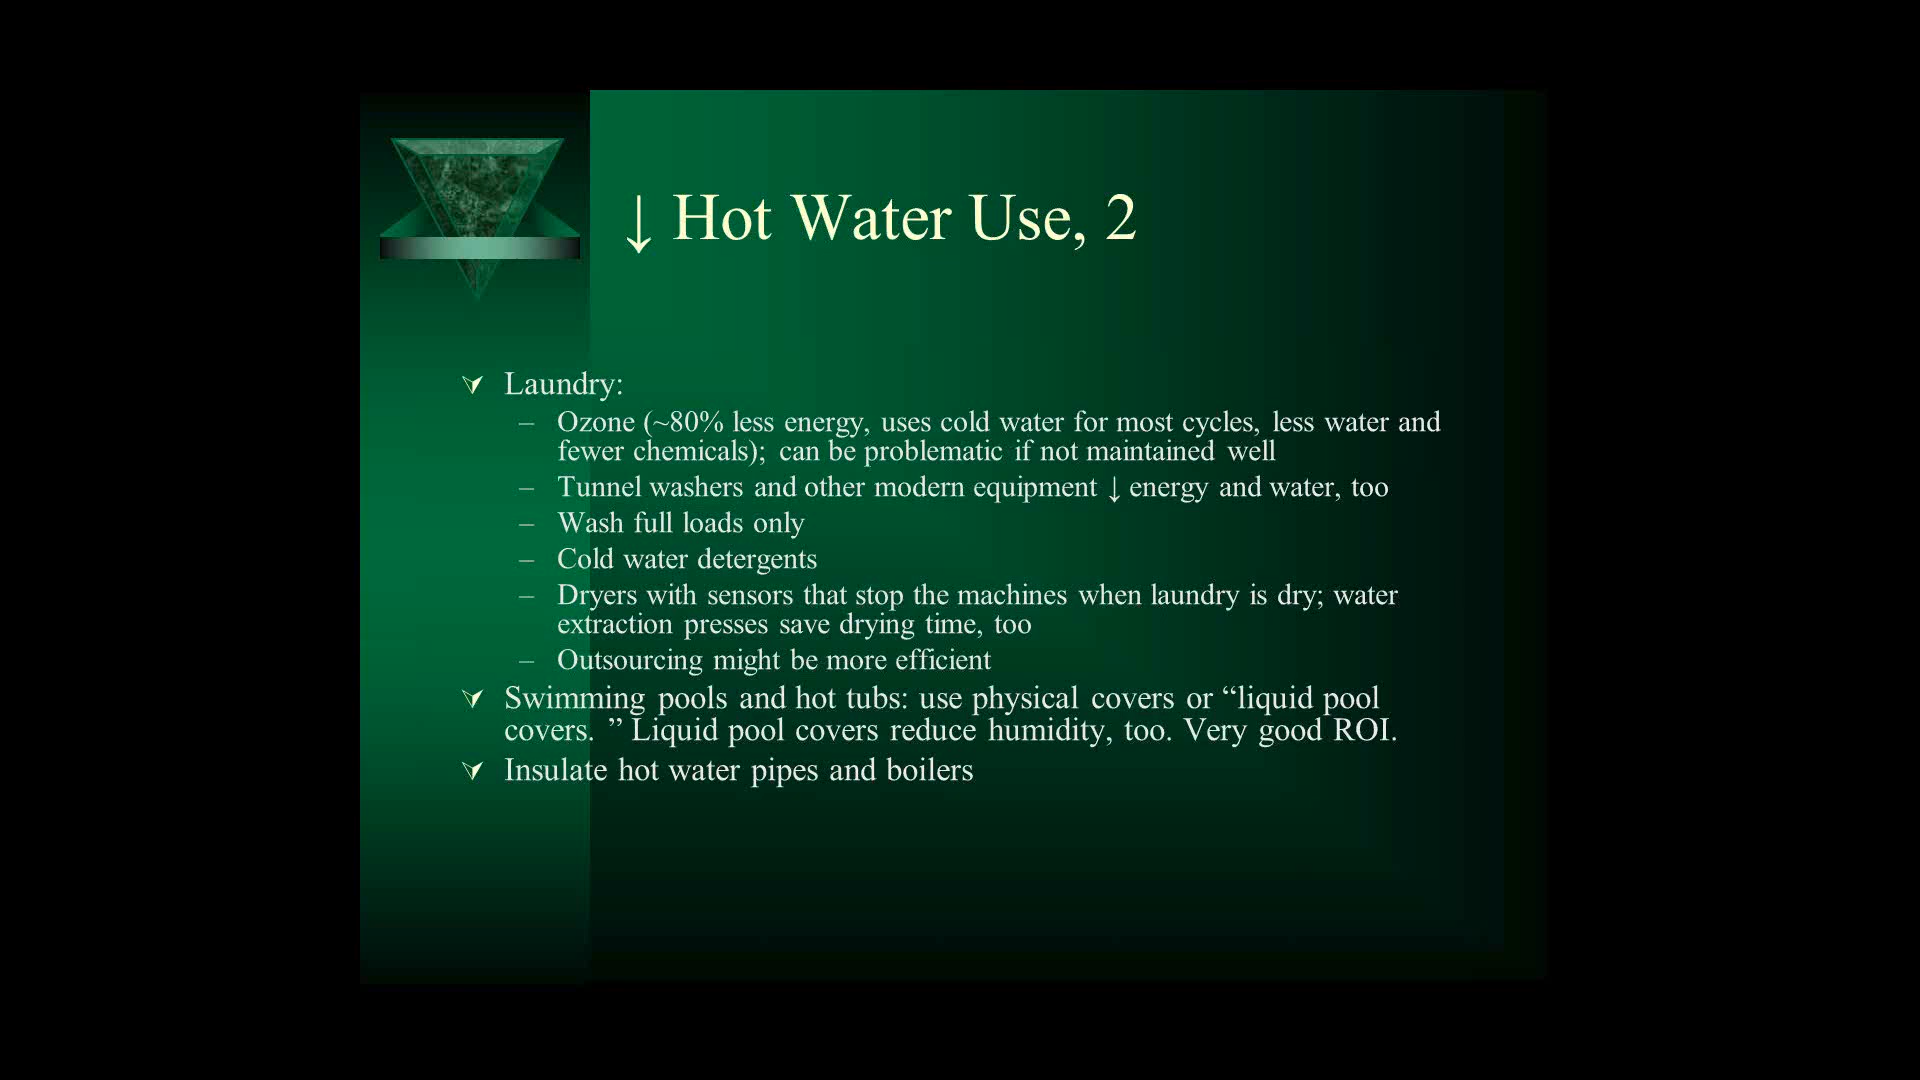 ↓ Hot Water Use, 2
Laundry:
– Ozone (~80% less energy, uses cold water for most cycles, less water and
fewer chemicals); can be problematic if not maintained well
– Tunnel washers and other modern equipment ↓ energy and water, too
– Wash full loads only
– Cold water detergents
– Dryers with sensors that stop the machines when laundry is dry; water
extraction presses save drying time, too
– Outsourcing might be more efficient
Swimming pools and hot tubs: use physical covers or “liquid pool
covers. ” Liquid pool covers reduce humidity, too. Very good ROI.
Insulate hot water pipes and boilers